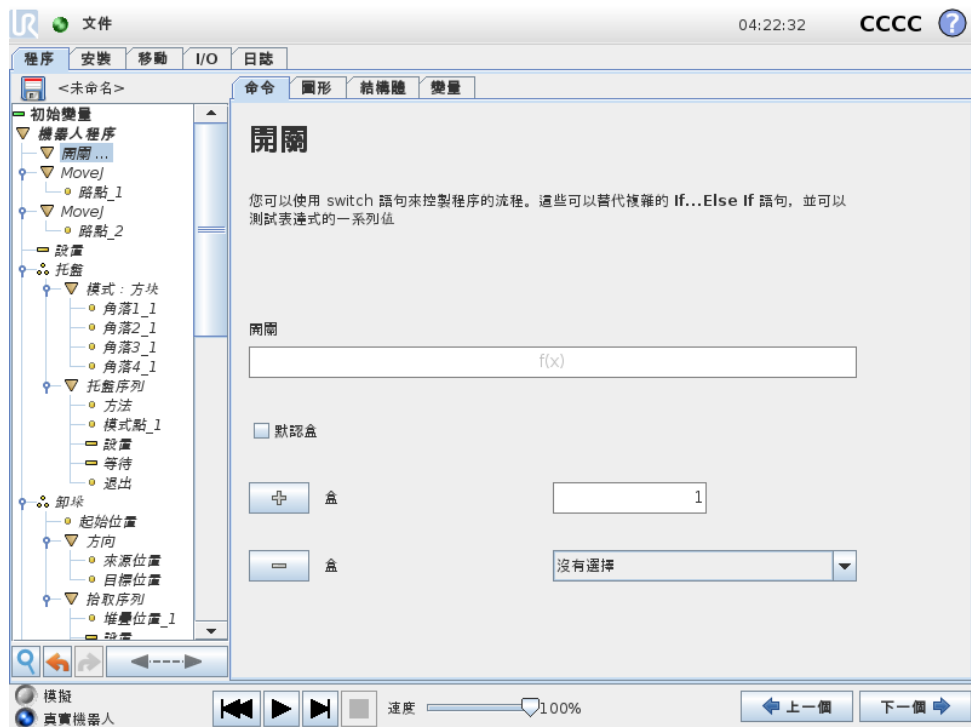 UR 文件 04:22:32 CCCC ?
程序 安裝 移動 I/O 日誌
<未命名> 命令 圖形 結構體 變量
初始變量
機器人程序
開關 ...
MoveJ
路點_1
MoveJ
路點_2
設置
托盤
模式 : 方块
角落1_1
角落2_1
角落3_1
角落4_1
托盤序列
方法
模式點_1
設置
等待
退出
卸垛
起始位置
方向
來源位置
目標位置
拾取序列
堆疊位置_1
設置
開關
您可以使用 switch 語句來控製程序的流程。這些可以替代複雜的 If...Else If 語句，並可以
測試表達式的一系列值
開關
f(x)
默認盒
盒 1
盒 沒有選擇
模擬
真實機器人
速度 100%
上一個 下一個